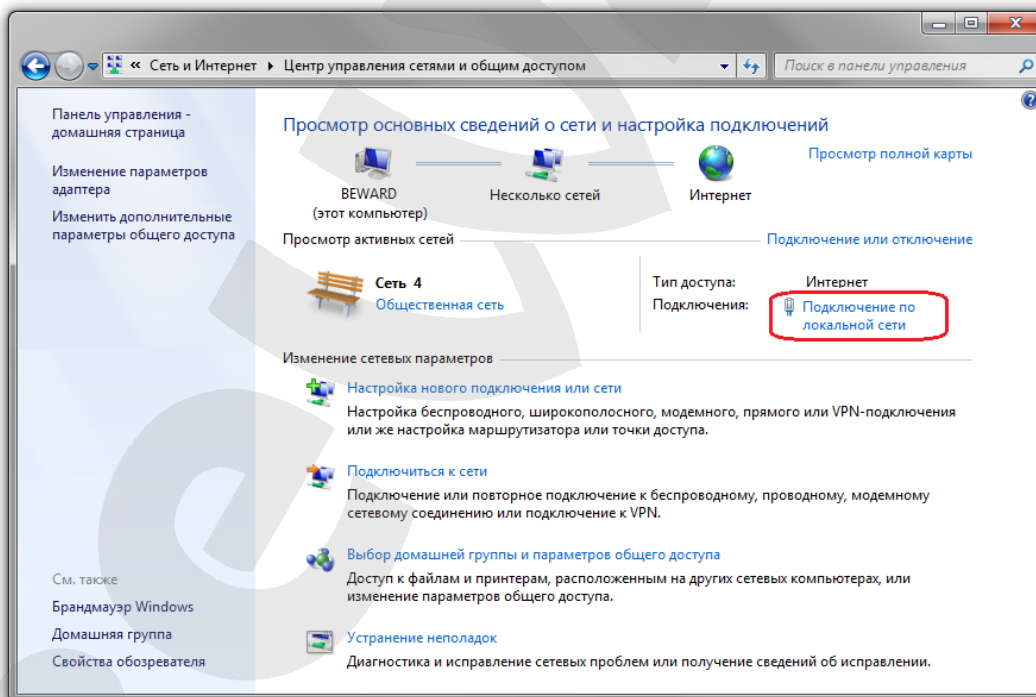 « Сеть и Интернет ▸ Центр управления сетями и общим доступом
Поиск в панели управления
Панель управления -
домашняя страница
Изменение параметров
адаптера
Изменить дополнительные
параметры общего доступа
Просмотр основных сведений о сети и настройка подключений
Просмотр полной карты
BEWARD
(этот компьютер)
Несколько сетей
Интернет
Просмотр активных сетей
Подключение или отключение
Сеть 4
Общественная сеть
Тип доступа: Интернет
Подключения: Подключение по
локальной сети
Изменение сетевых параметров
Настройка нового подключения или сети
Настройка беспроводного, широкополосного, модемного, прямого или VPN-подключения
или же настройка маршрутизатора или точки доступа.
Подключиться к сети
Подключение или повторное подключение к беспроводному, проводному, модемному
сетевому соединению или подключение к VPN.
Выбор домашней группы и параметров общего доступа
Доступ к файлам и принтерам, расположенным на других сетевых компьютерах, или
изменение параметров общего доступа.
Устранение неполадок
Диагностика и исправление сетевых проблем или получение сведений об исправлении.
См. также
Брандмауэр Windows
Домашняя группа
Свойства обозревателя